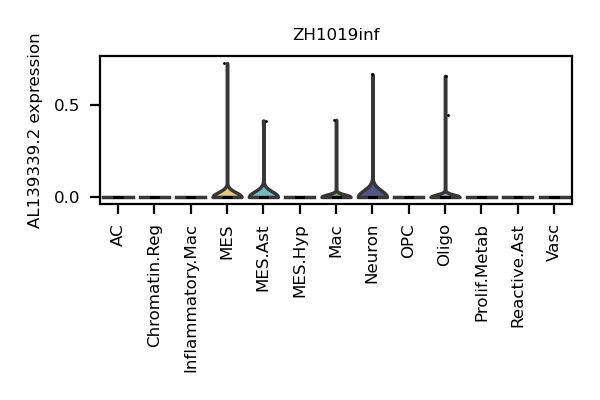 ZH1019inf
AL139339.2 expression
0.5
0.0
AC
Chromatin.Reg
Inflammatory.Mac
MES
MES.Ast
MES.Hyp
Mac
Neuron
OPC
Oligo
Prolif.Metab
Reactive.Ast
Vasc